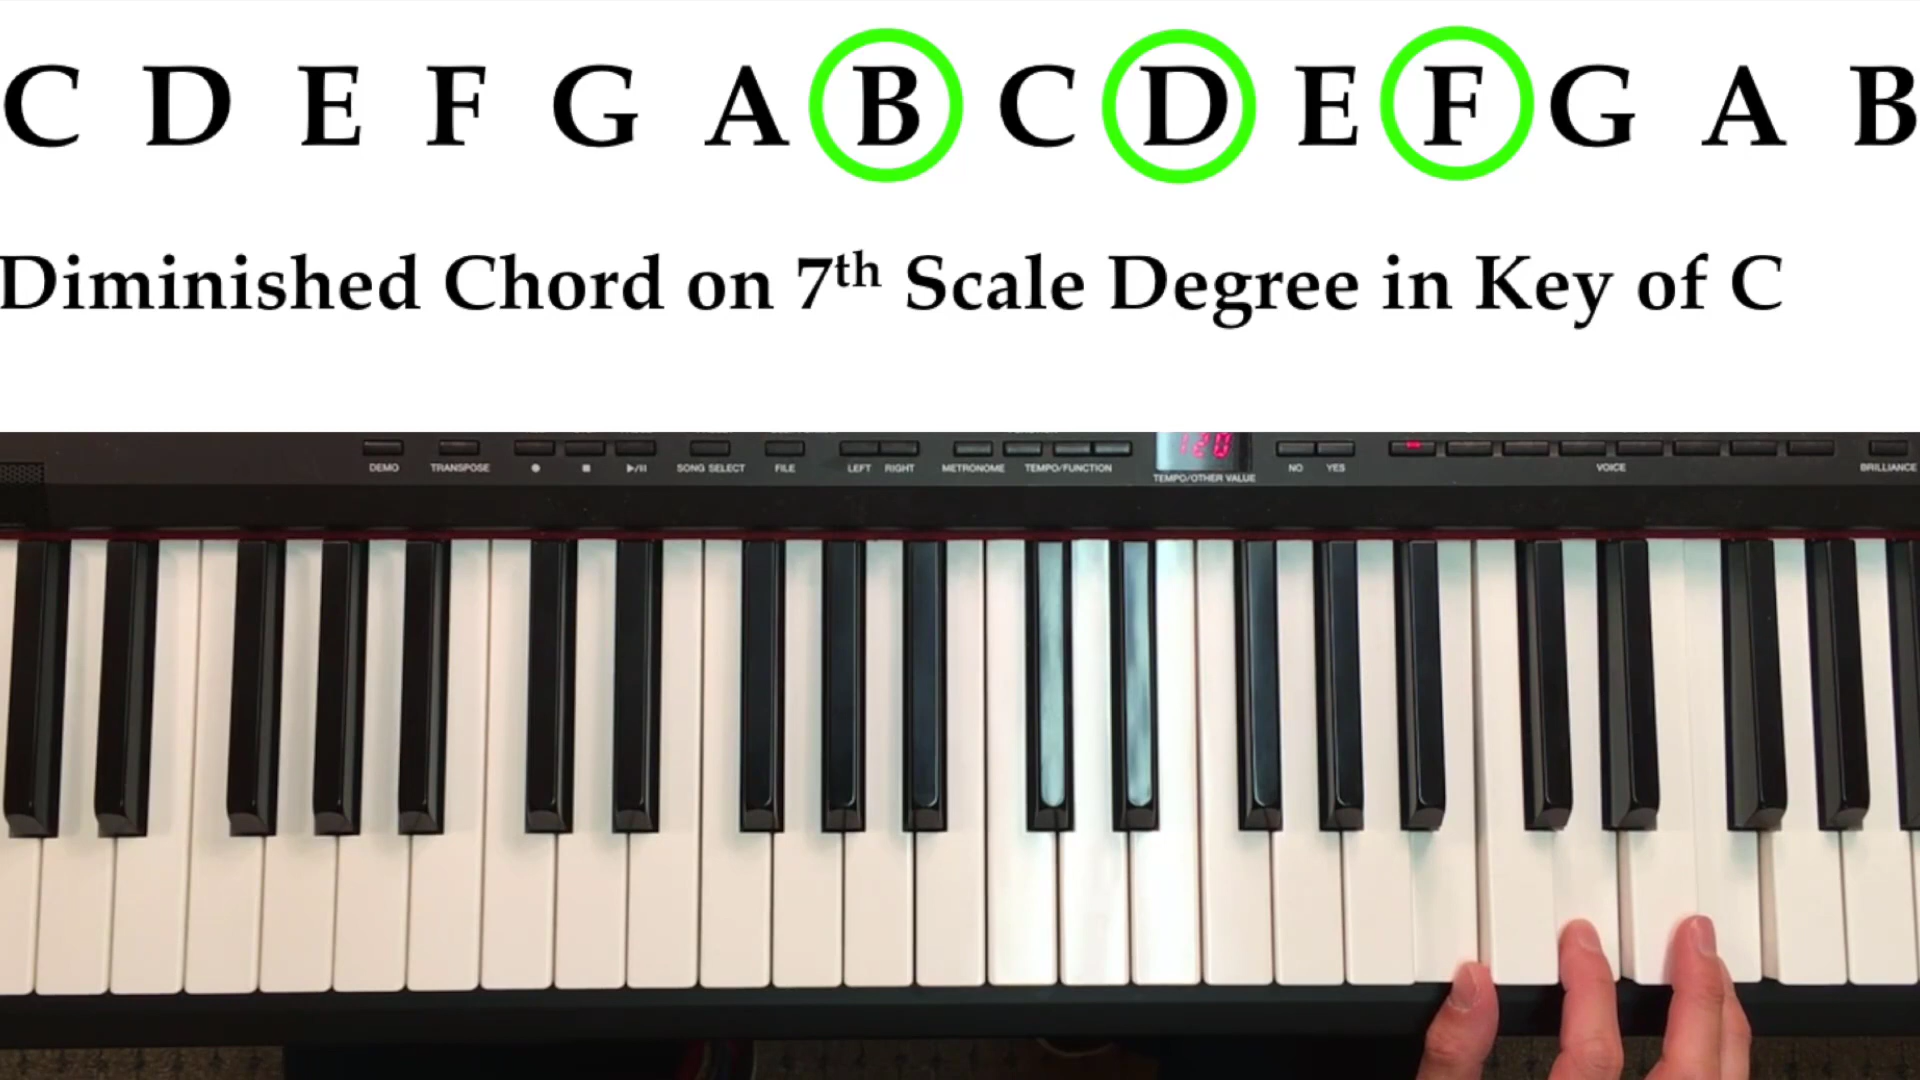 C D E F G A B C D E F G A B
Diminished Chord on 7th Scale Degree in Key of C
120
DEMO TRANSPOSE SONG SELECT FILE LEFT RIGHT METRONOME TEMPO/FUNCTION NO YES VOICE BRILLIANCE
TEMPO/OTHER VALUE